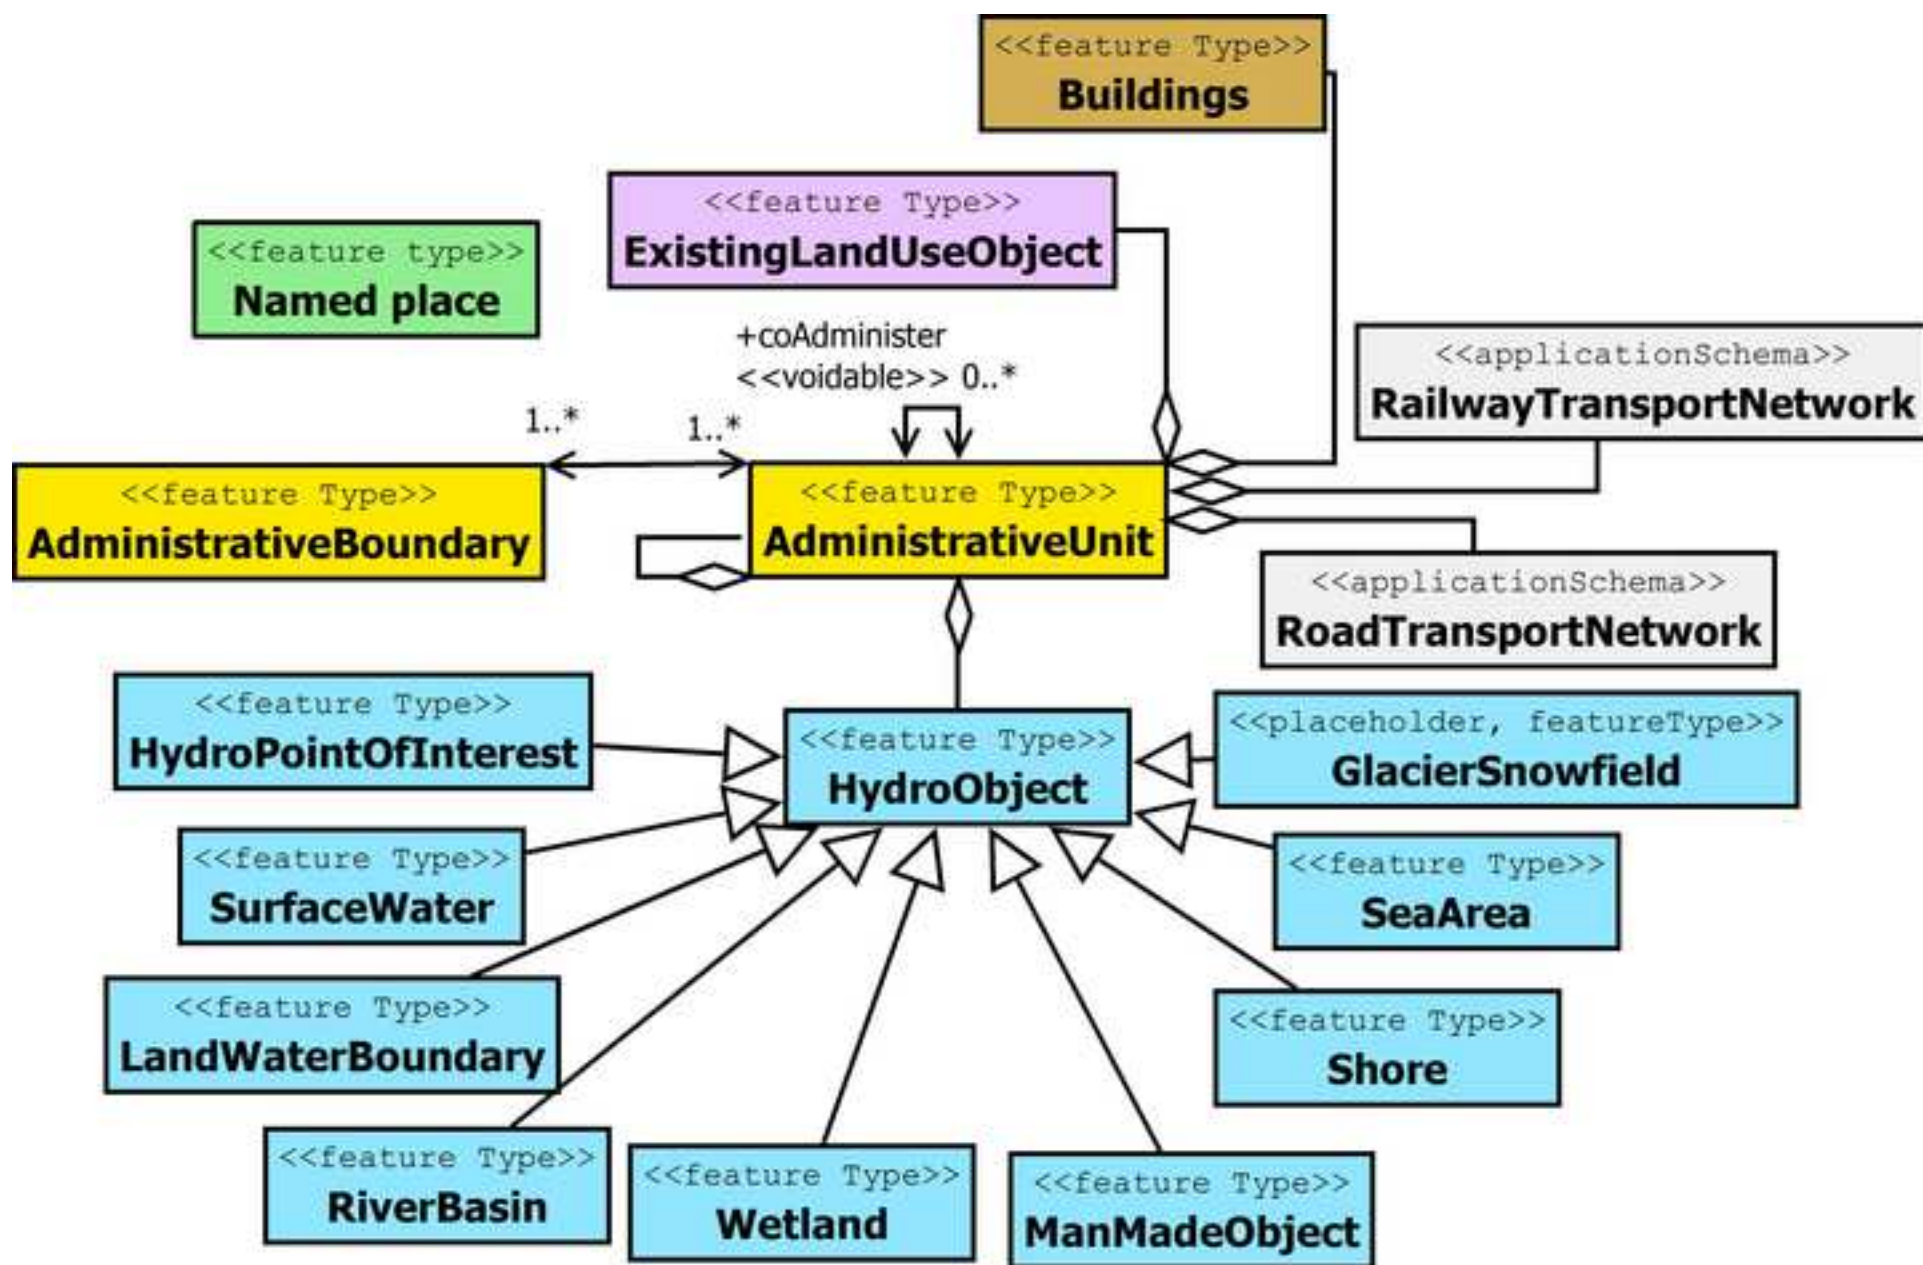 <<feature Type>>
Buildings
<<feature Type>>
ExistingLandUseObject
<<feature type>>
Named place
+coAdminister
<<voidable>> 0..*
<<applicationSchema>>
RailwayTransportNetwork
1..*
1..*
<<feature Type>>
AdministrativeBoundary
<<feature Type>>
AdministrativeUnit
<<applicationSchema>>
RoadTransportNetwork
<<feature Type>>
HydroPointOfInterest
<<feature Type>>
HydroObject
<<placeholder, featureType>>
GlacierSnowfield
<<feature Type>>
SurfaceWater
<<feature Type>>
SeaArea
<<feature Type>>
LandWaterBoundary
<<feature Type>>
Shore
<<feature Type>>
RiverBasin
<<feature Type>>
Wetland
<<feature Type>>
ManMadeObject